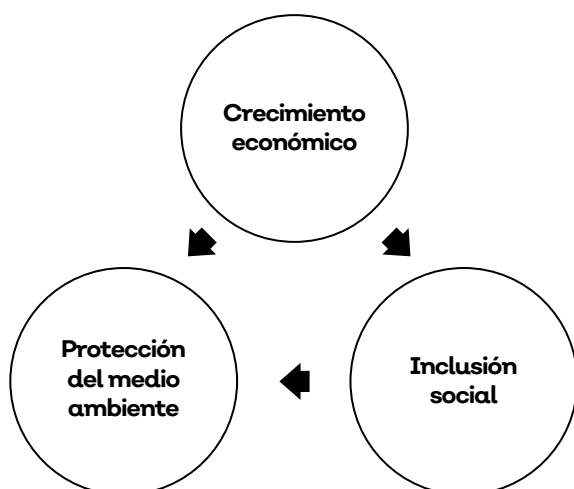 Crecimiento
económico
Protección
del medio
ambiente
Inclusión
social